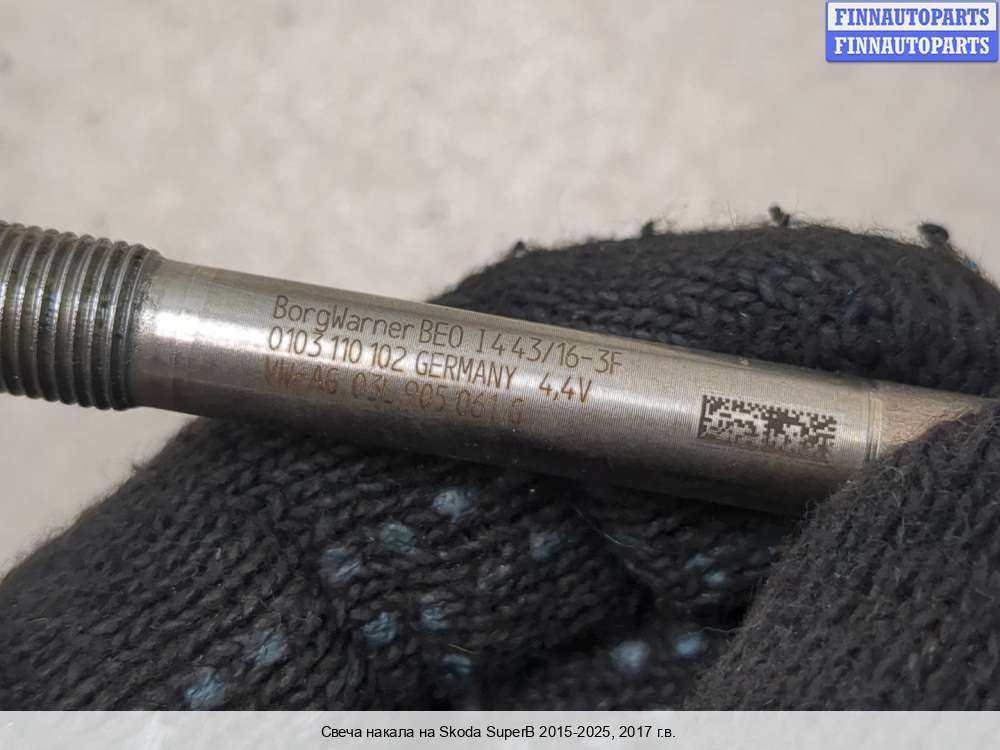 FINNAUTOPARTS
FINNAUTOPARTS
BorgWarner BEO 1443/16-3F
0103 110 102 GERMANY 4,4V
VW-AG 03L 905 061 G
Свеча накала на Skoda SuperB 2015-2025, 2017 г.в.